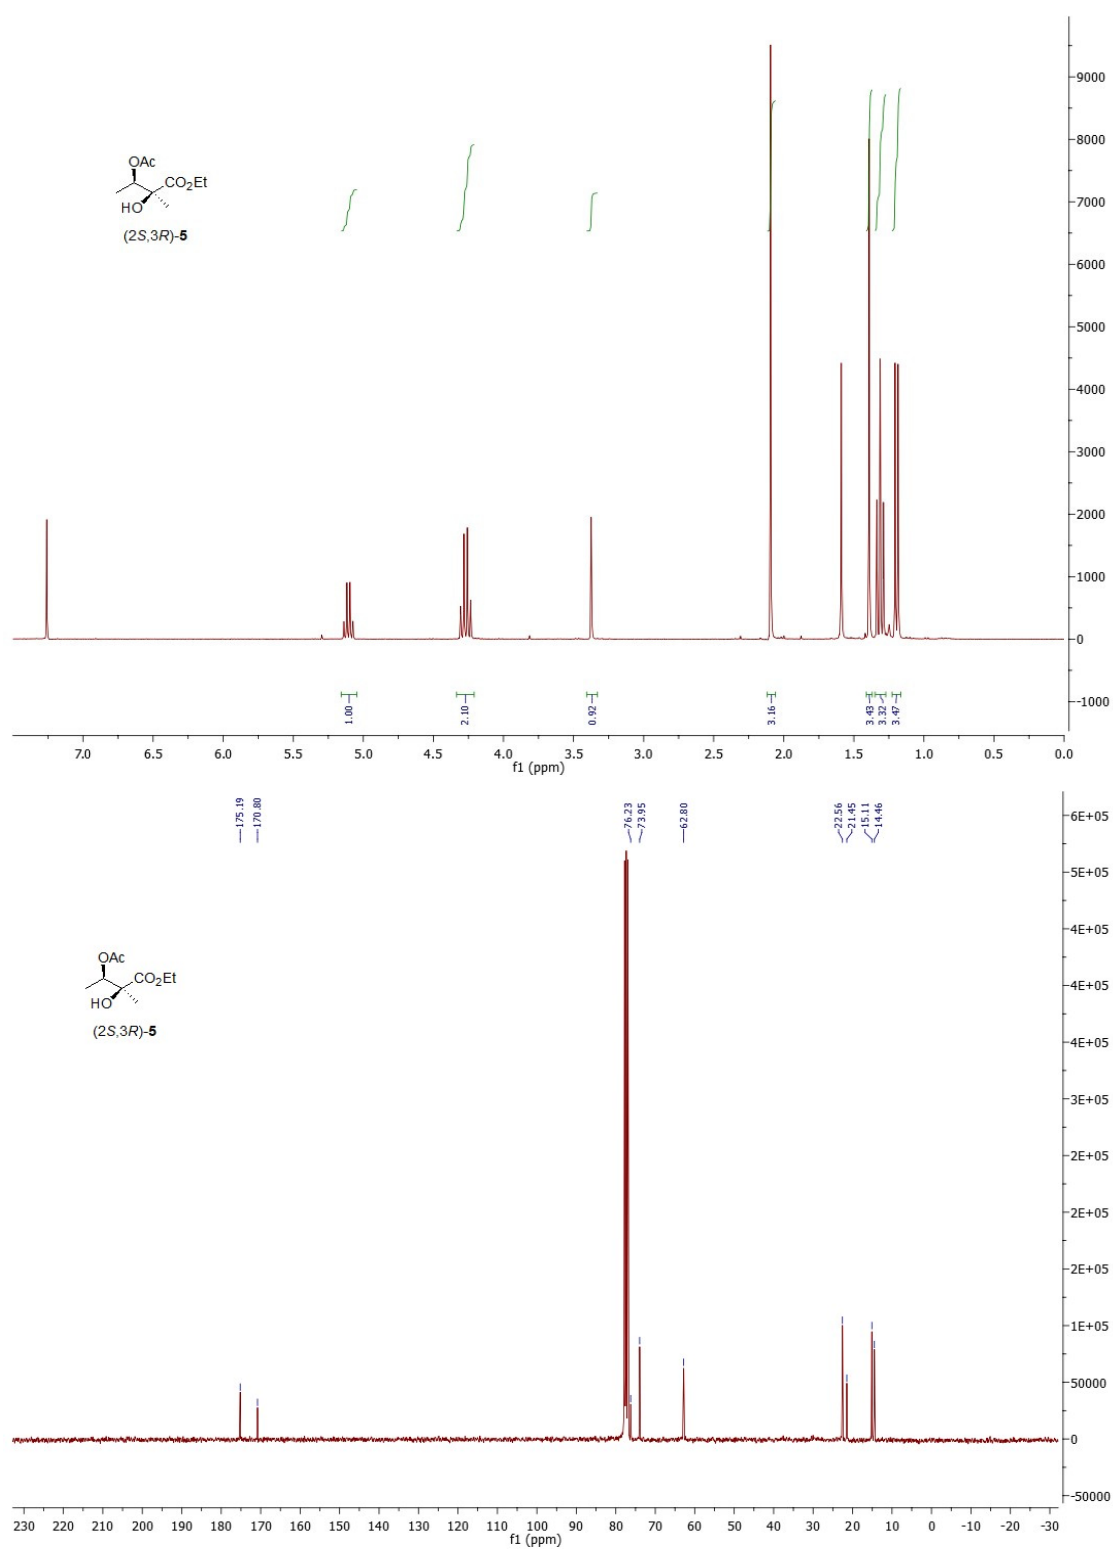 9000
8000
7000
6000
5000
4000
3000
2000
1000
0
-1000
OAc
CO2Et
HO
(2S,3R)-5
1.00
2.10
0.92
3.16
3.43
3.32
3.47
7.0 6.5 6.0 5.5 5.0 4.5 4.0 3.5 3.0 2.5 2.0 1.5 1.0 0.5 0.0
f1 (ppm)
175.19
170.80
76.23
73.95
62.80
22.56
21.45
15.11
14.46
6E+05
5E+05
4E+05
4E+05
4E+05
3E+05
2E+05
2E+05
2E+05
1E+05
50000
0
-50000
OAc
CO2Et
HO
(2S,3R)-5
230 220 210 200 190 180 170 160 150 140 130 120 110 100 90 80 70 60 50 40 30 20 10 0 -10 -20 -30
f1 (ppm)